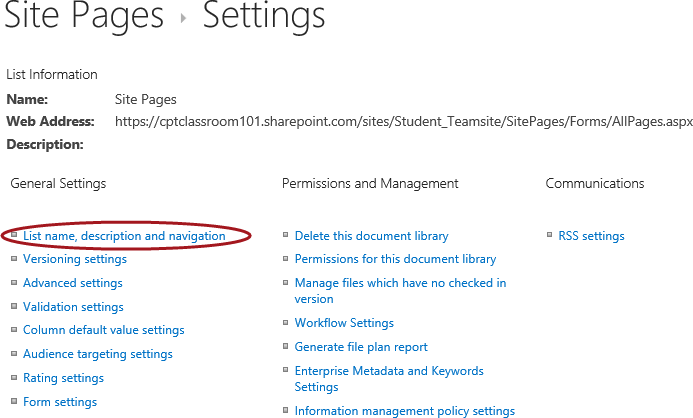 Site Pages ▸ Settings
List Information
Name: Site Pages
Web Address: https://cptclassroom101.sharepoint.com/sites/Student_Teamsite/SitePages/Forms/AllPages.aspx
Description:
General Settings
List name, description and navigation
Versioning settings
Advanced settings
Validation settings
Column default value settings
Audience targeting settings
Rating settings
Form settings
Permissions and Management
Delete this document library
Permissions for this document library
Manage files which have no checked in
version
Workflow Settings
Generate file plan report
Enterprise Metadata and Keywords
Settings
Information management policy settings
Communications
RSS settings